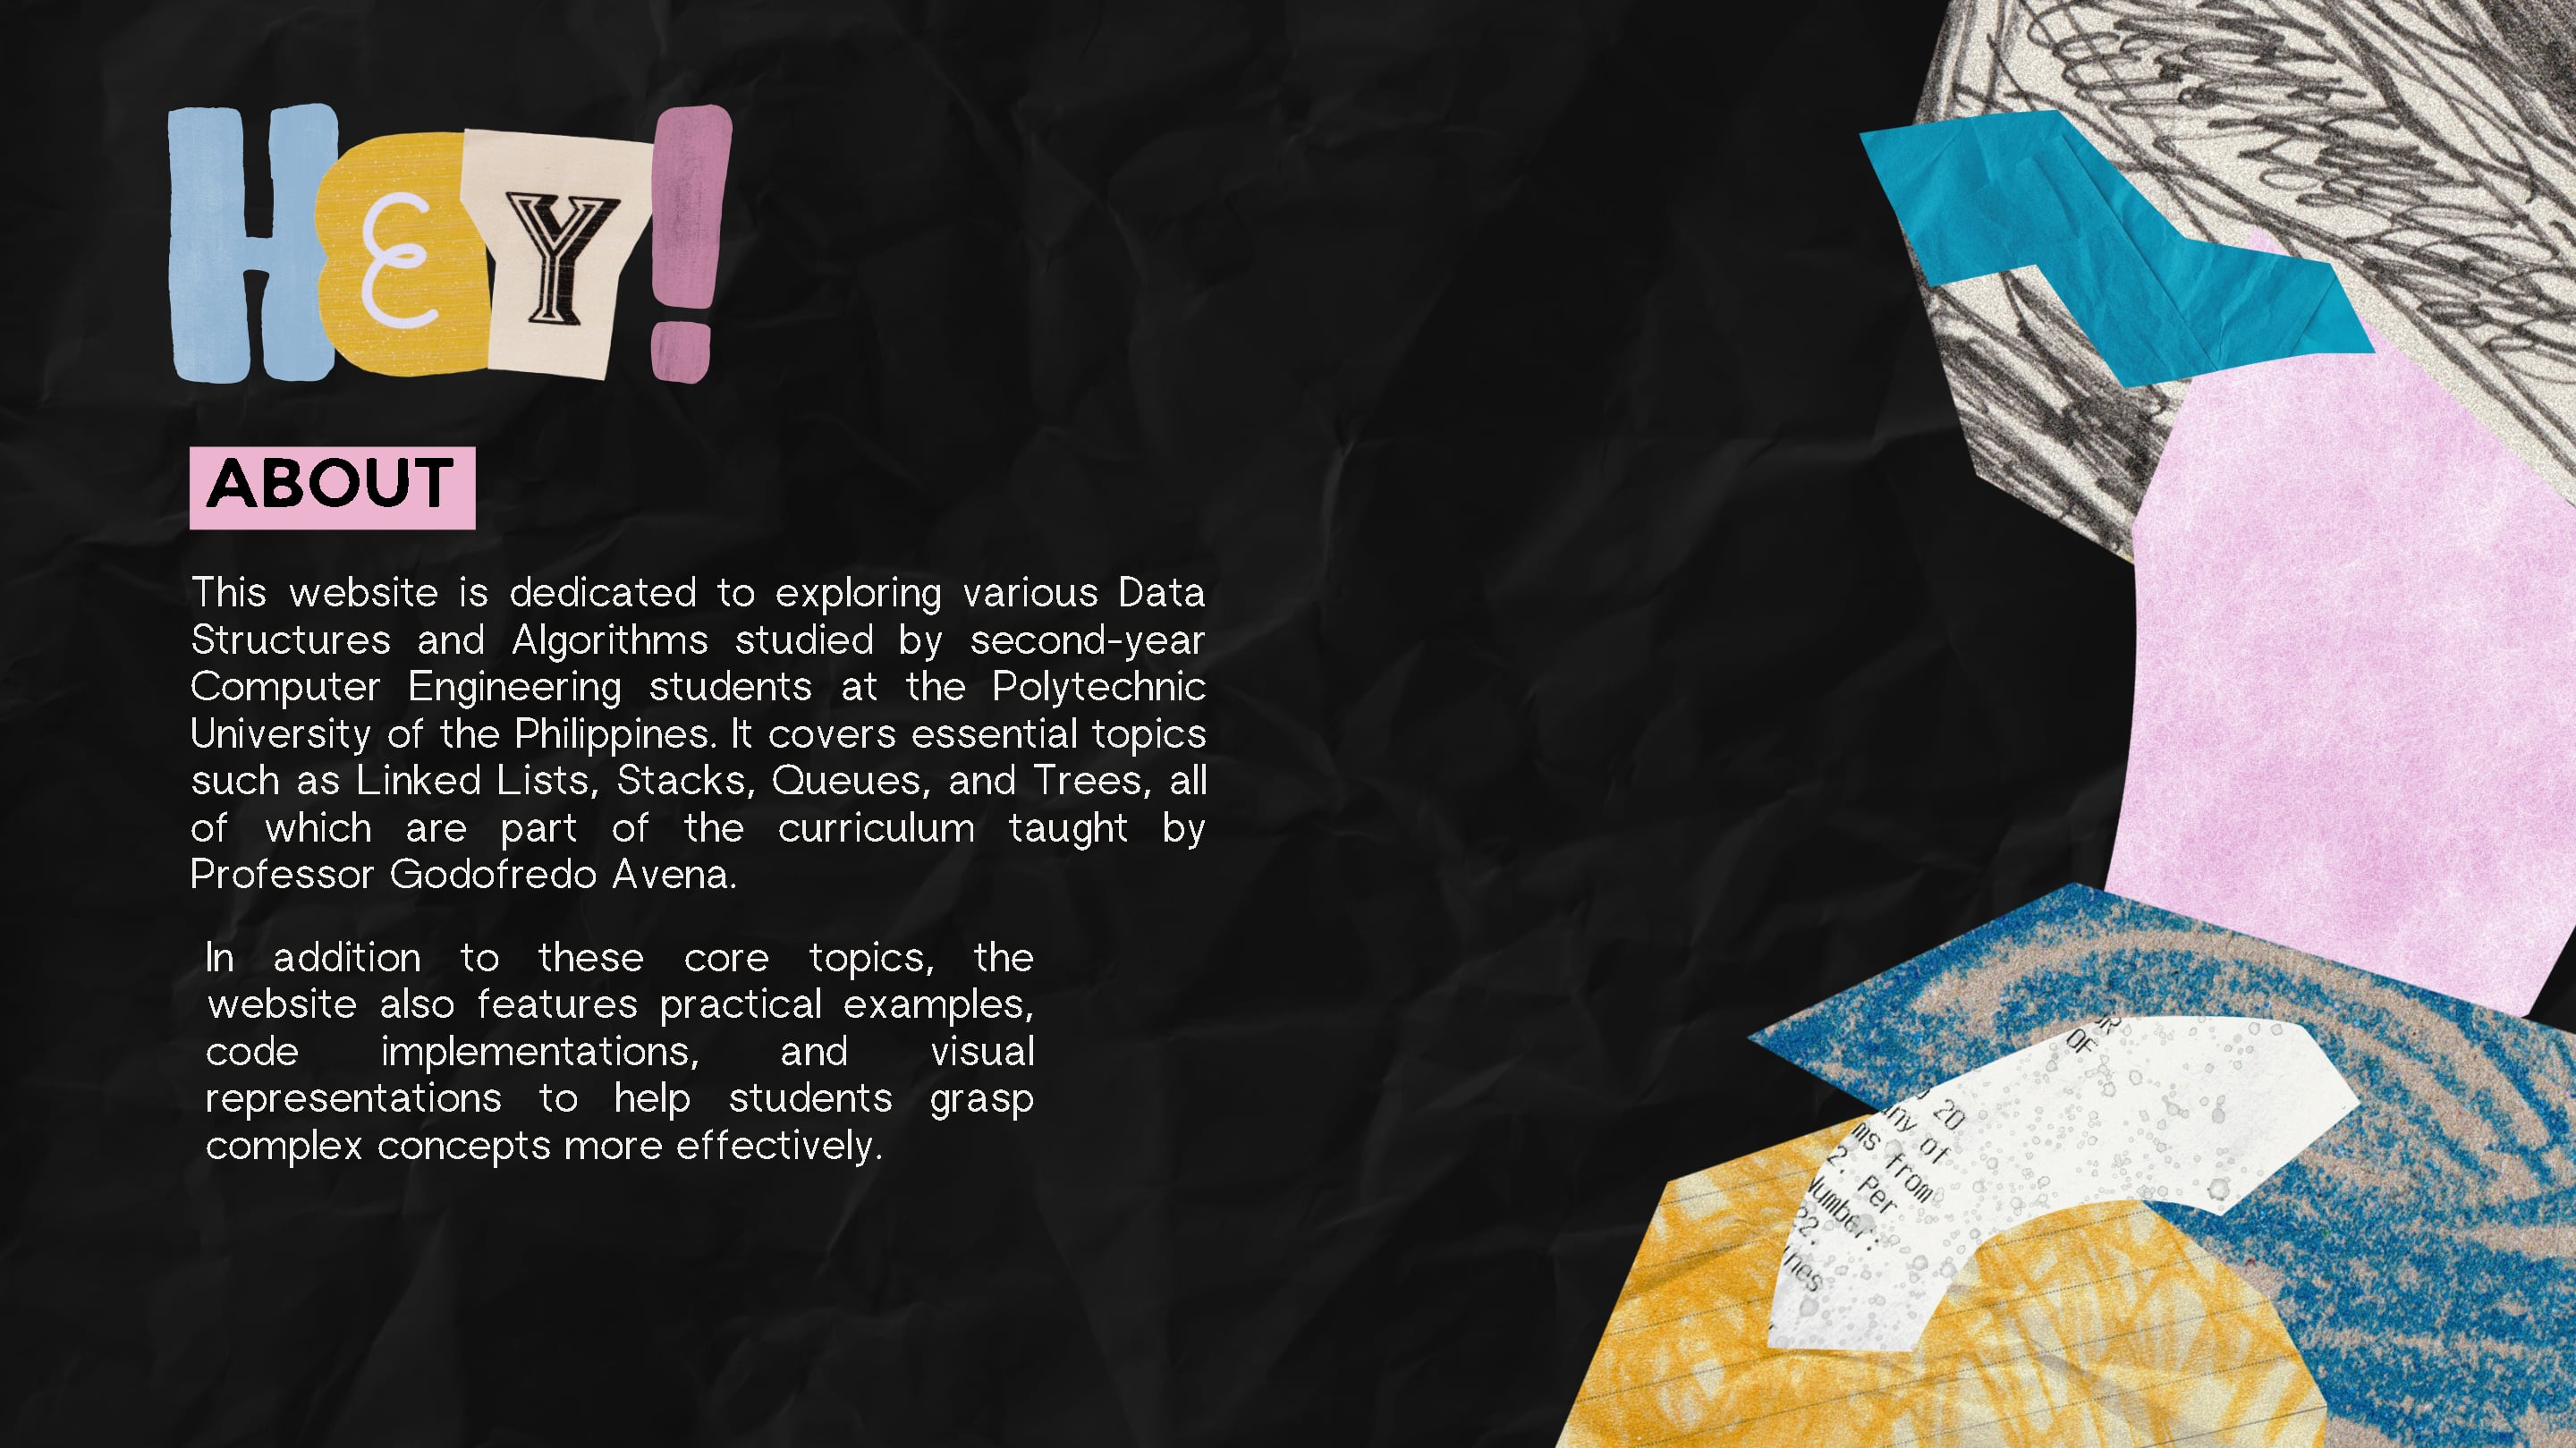 HEY!
ABOUT
This website is dedicated to exploring various Data
Structures and Algorithms studied by second-year
Computer Engineering students at the Polytechnic
University of the Philippines. It covers essential topics
such as Linked Lists, Stacks, Queues, and Trees, all
of which are part of the curriculum taught by
Professor Godofredo Avena.
In addition to these core topics, the
website also features practical examples,
code implementations, and visual
representations to help students grasp
complex concepts more effectively.
OF
20
of
ms from
2. Per
Number:
22.